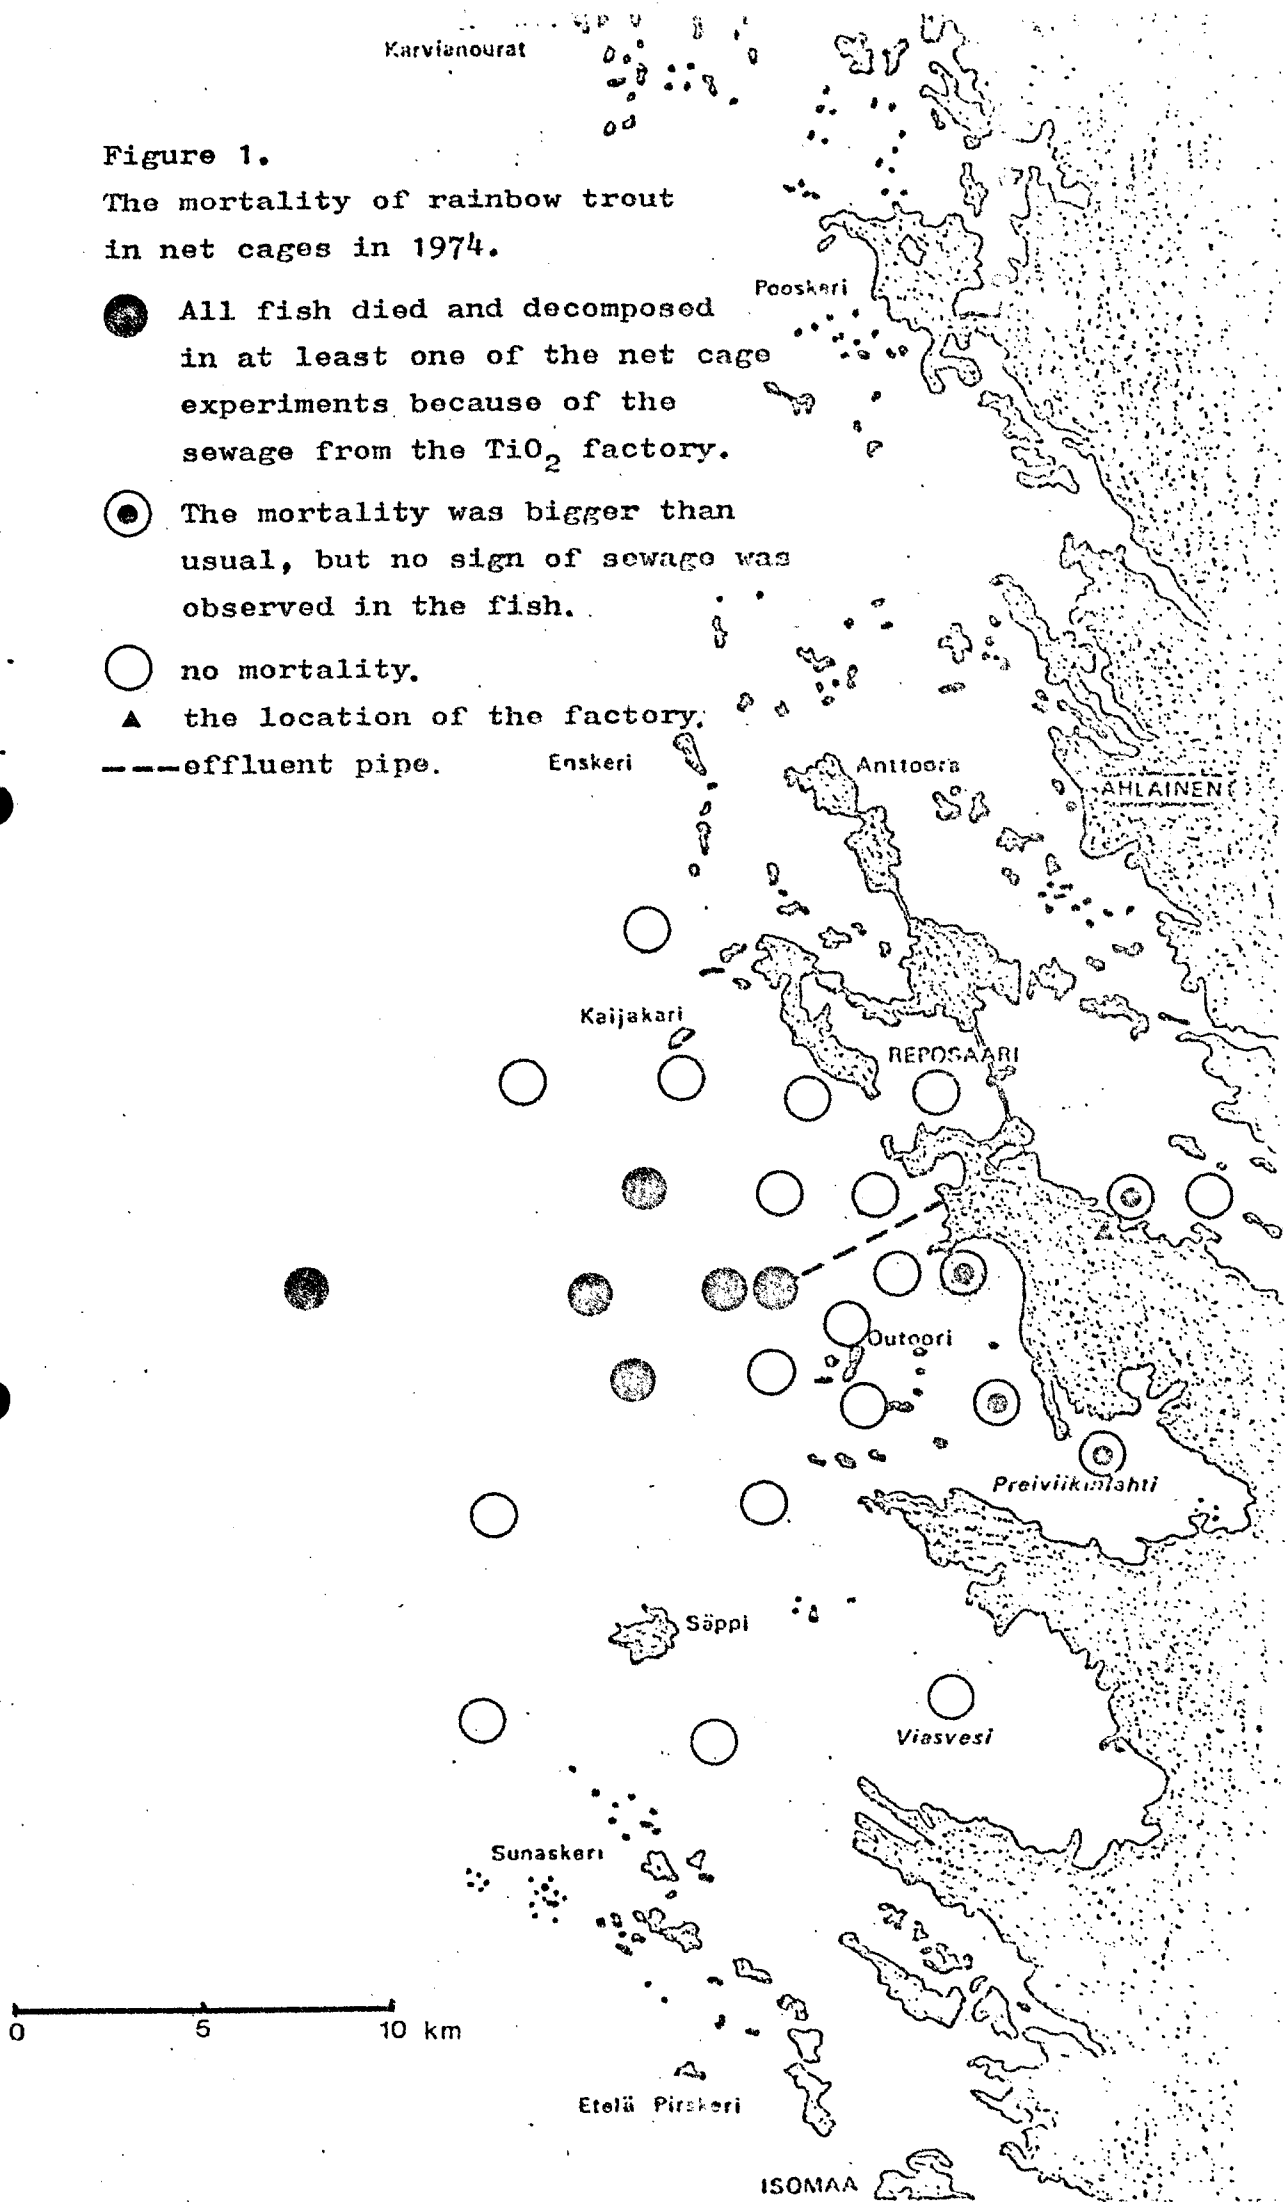 Karvianourat
Figure 1.
The mortality of rainbow trout
in net cages in 1974.
All fish died and decomposed
in at least one of the net cage
experiments because of the
sewage from the TiO₂ factory.
The mortality was bigger than
usual, but no sign of sewage was
observed in the fish.
no mortality.
the location of the factory.
effluent pipe.
Pooskeri
Enskeri
Anttoora
AHLAINEN
Kaijakari
REPOSAARI
Outoori
Preiviikinlahti
Säppi
Viasvesi
Sunaskeri
0 5 10 km
Etelä Pirskeri
ISOMAA